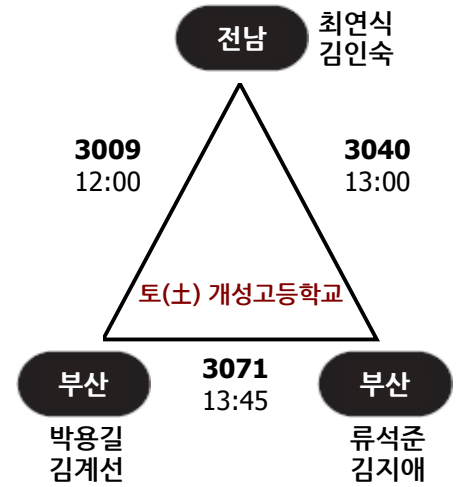 전남
최연식
김인숙
3009
12:00
3040
13:00
토(土) 개성고등학교
3071
13:45
부산
박용길
김계선
부산
류석준
김지애